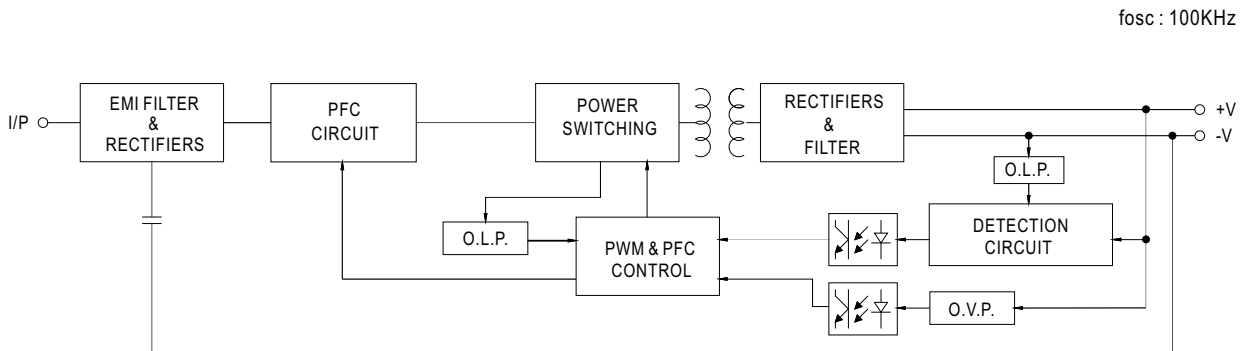 fosc : 100KHz
I/P
EMI FILTER
&
RECTIFIERS
PFC
CIRCUIT
POWER
SWITCHING
RECTIFIERS
&
FILTER
+V
-V
O.L.P.
O.L.P.
PWM & PFC
CONTROL
DETECTION
CIRCUIT
O.V.P.